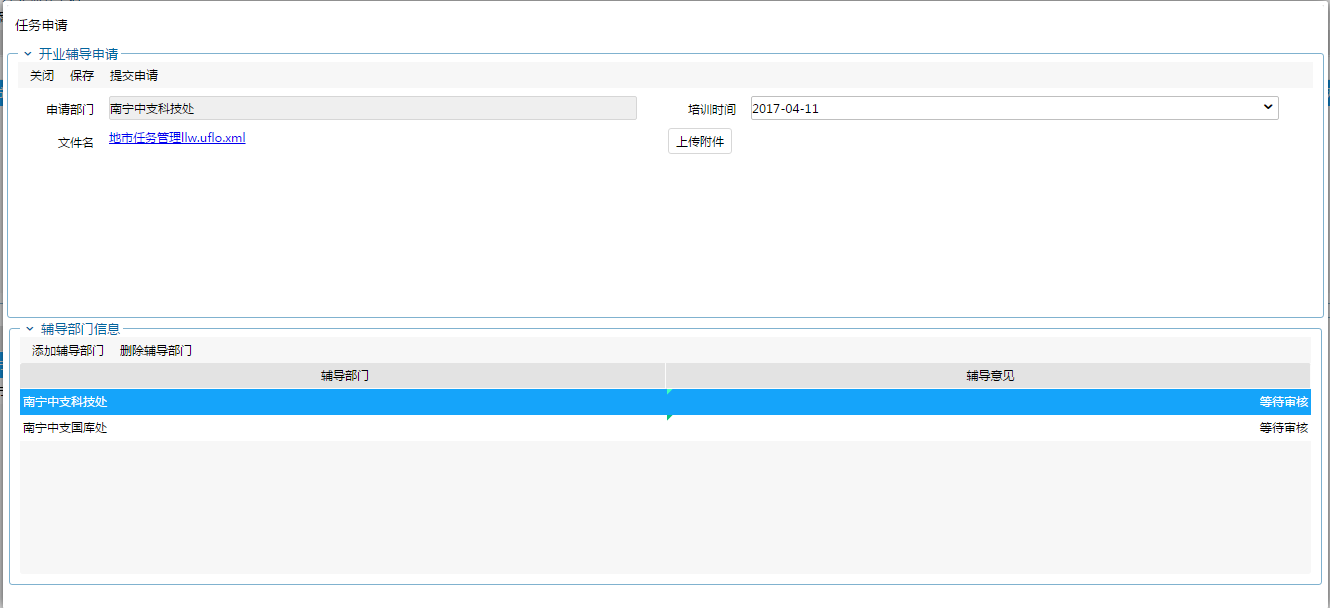 任务申请
开业辅导申请
关闭 保存 提交申请
申请部门 南宁中支科技处 培训时间 2017-04-11
文件名 地市任务管理llw.uflo.xml 上传附件
辅导部门信息
添加辅导部门 删除辅导部门
辅导部门 辅导意见
南宁中支科技处 等待审核
南宁中支国库处 等待审核